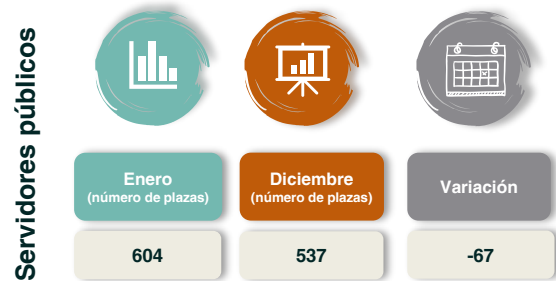 Servidores públicos
Enero
(número de plazas)
Diciembre
(número de plazas)
Variación
604
537
-67